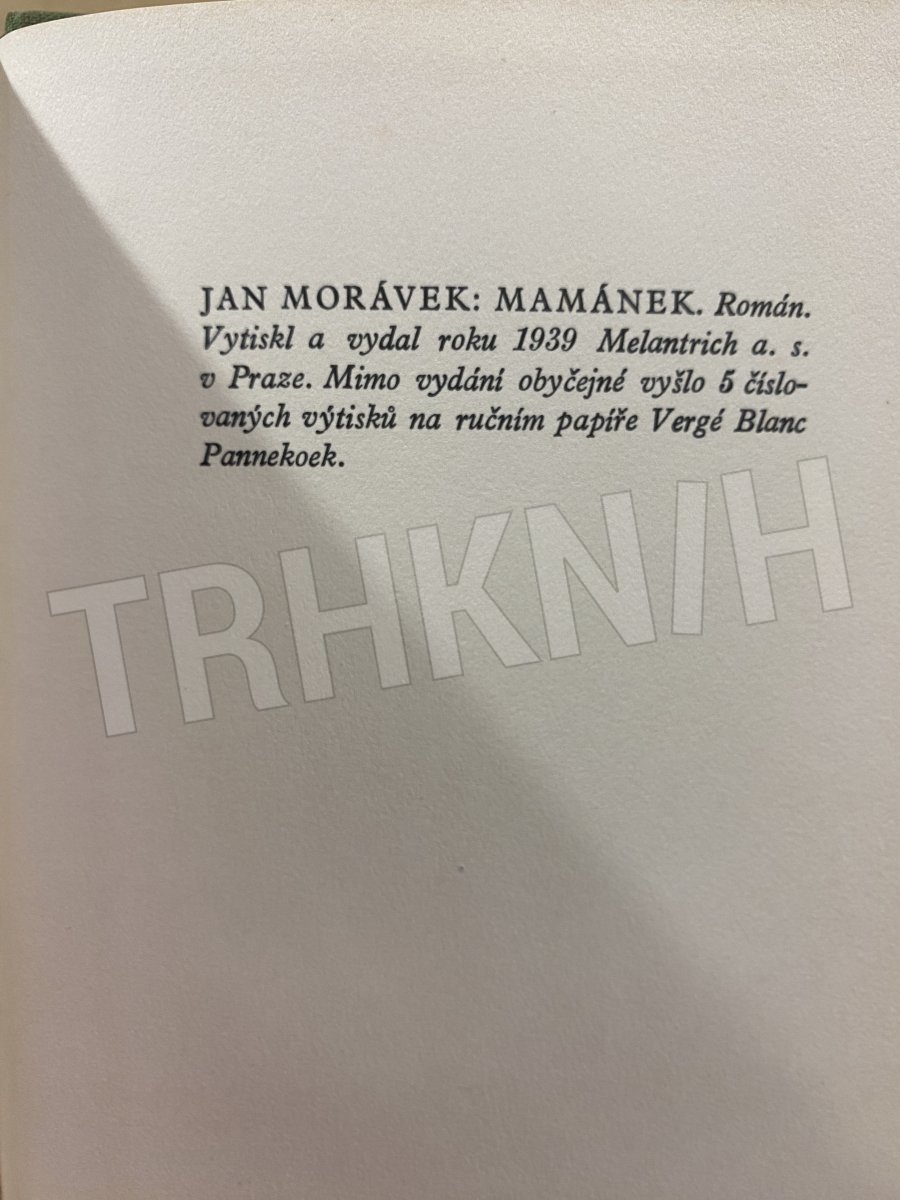 JAN MORÁVEK: MAMÁNEK. Román.
Vytiskl a vydal roku 1939 Melantrich a. s.
v Praze. Mimo vydání obyčejné vyšlo 5 číslo-
vaných výtisků na ručním papíře Vergé Blanc
Pannekoek.
TRHKNIH